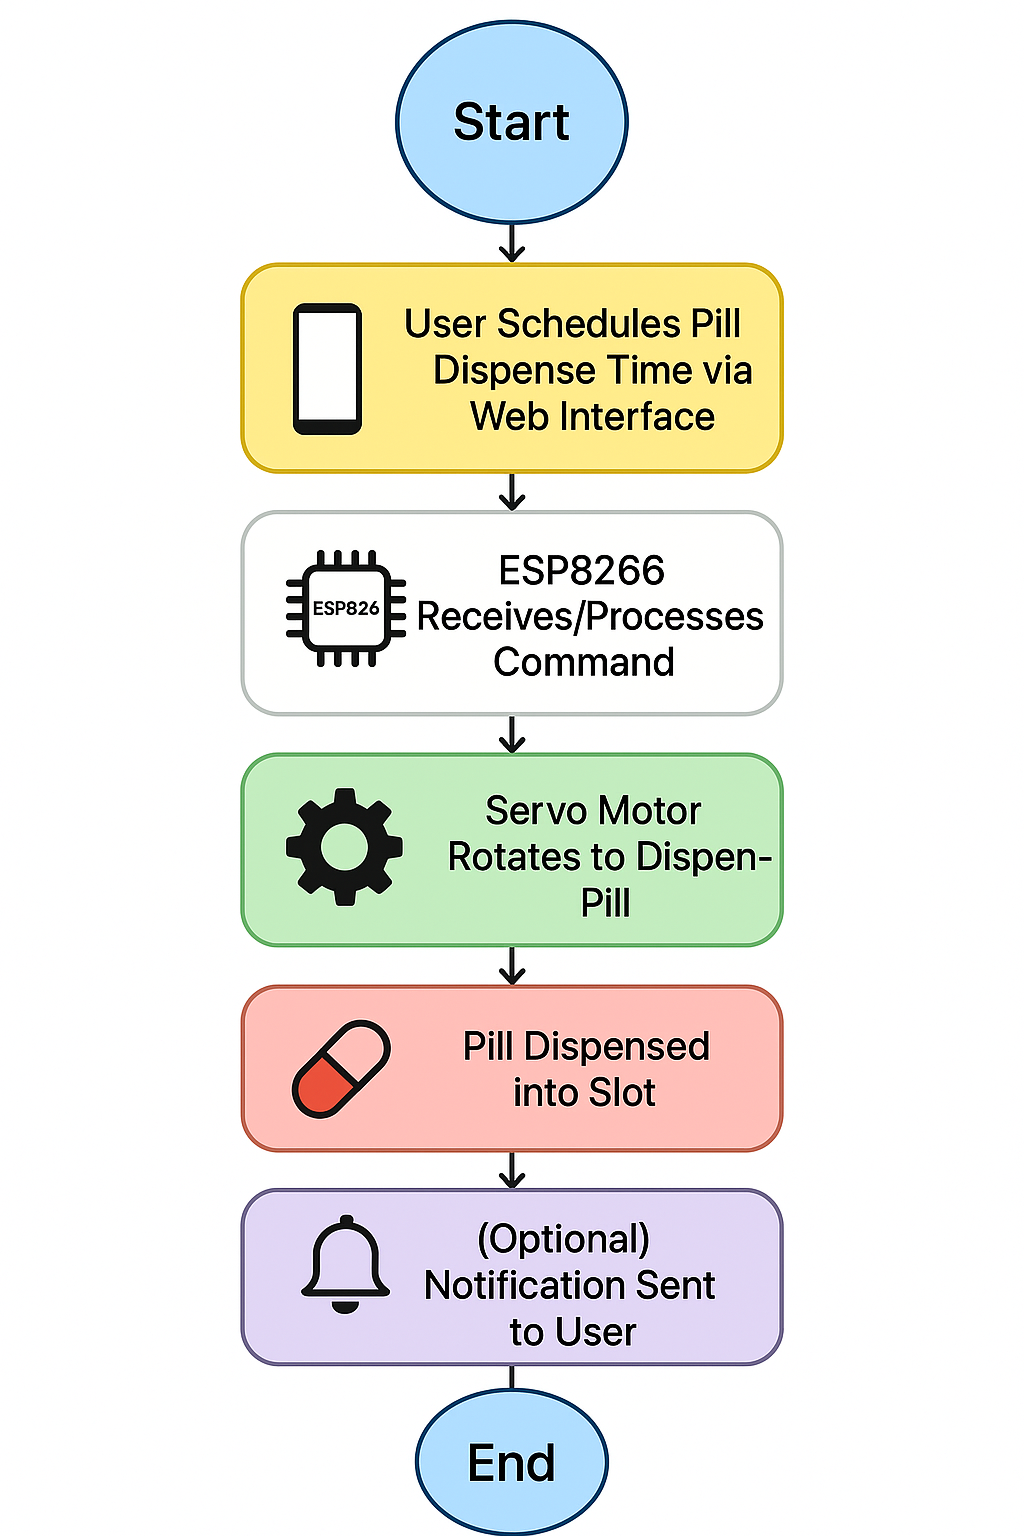 Start
User Schedules Pill
Dispense Time via
Web Interface
ESP826
ESP8266
Receives/Processes
Command
Servo Motor
Rotates to Dispen-
Pill
Pill Dispensed
into Slot
(Optional)
Notification Sent
to User
End